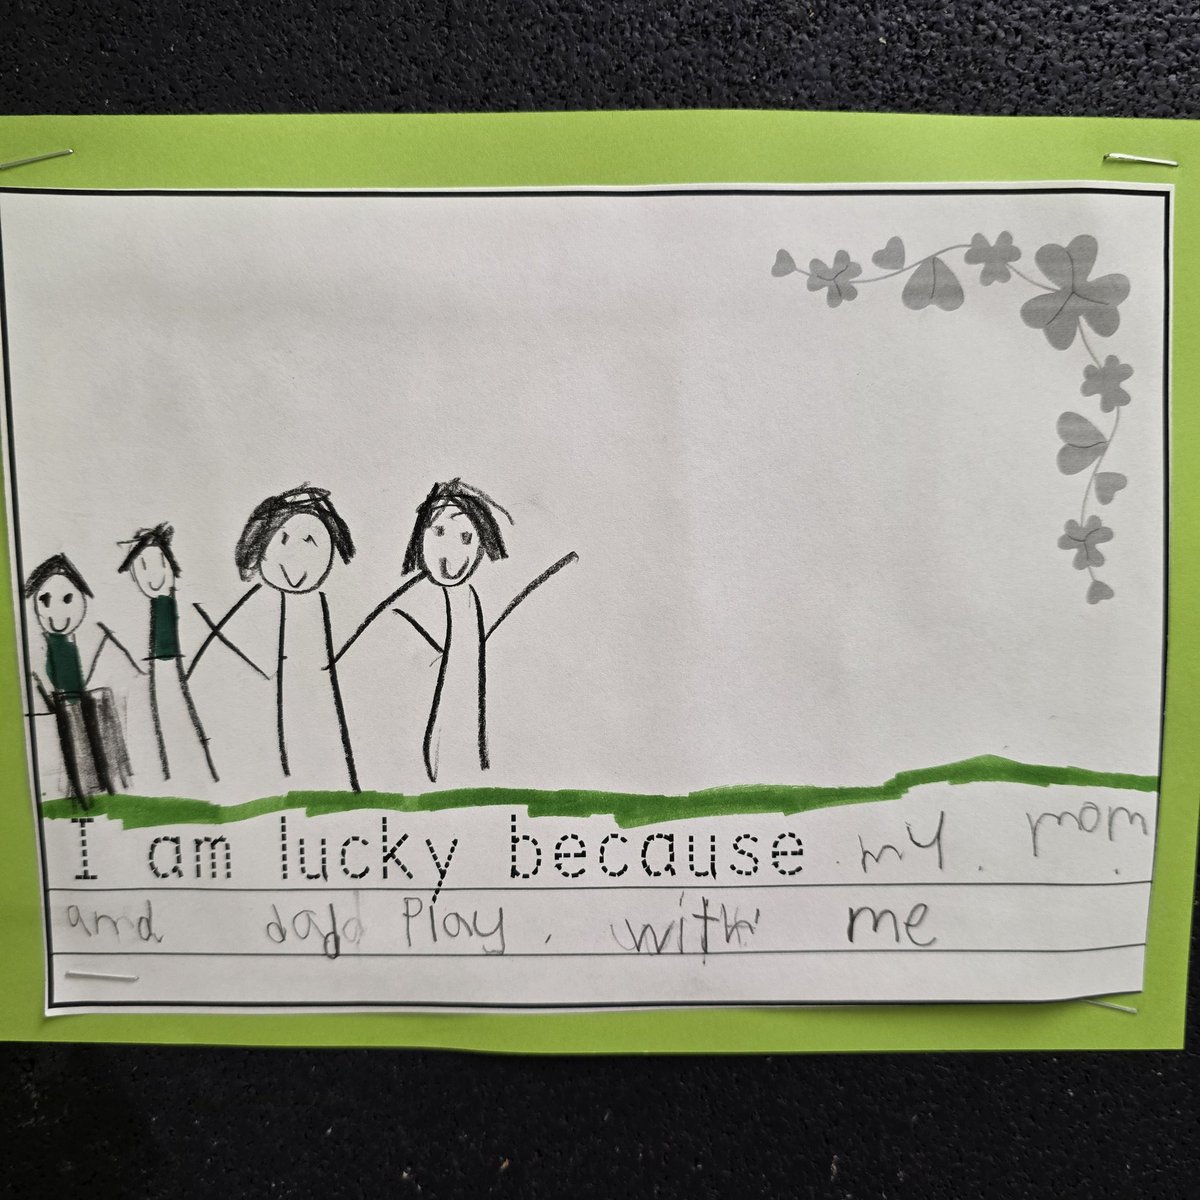 I am lucky because my mom
and dad play with me